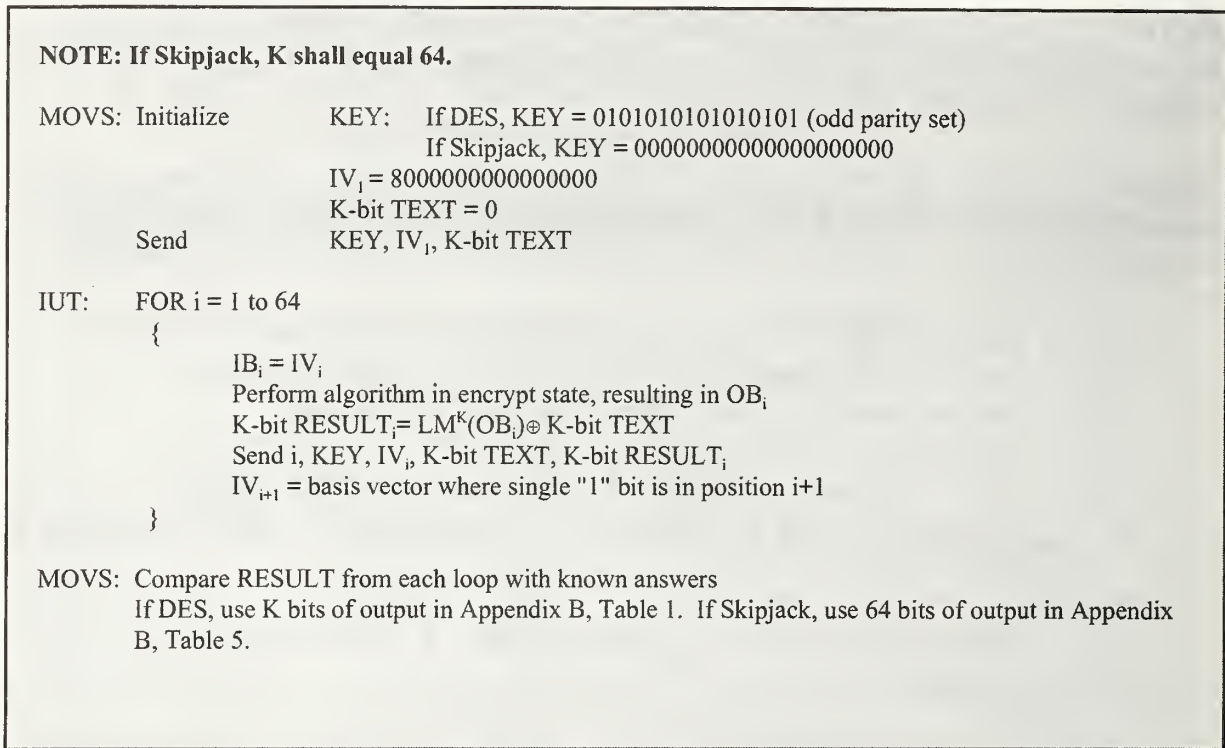 NOTE: If Skipjack, K shall equal 64.
MOVS: Initialize KEY: If DES, KEY = 0101010101010101 (odd parity set)
If Skipjack, KEY = 00000000000000000000
IV₁ = 8000000000000000
K-bit TEXT = 0
Send KEY, IV₁, K-bit TEXT
IUT: FOR i = 1 to 64
{
IBᵢ = IVᵢ
Perform algorithm in encrypt state, resulting in OBᵢ
K-bit RESULTᵢ= LMᴷ(OBᵢ)⊕ K-bit TEXT
Send i, KEY, IVᵢ, K-bit TEXT, K-bit RESULTᵢ
IVᵢ₊₁ = basis vector where single "1" bit is in position i+1
}
MOVS: Compare RESULT from each loop with known answers
If DES, use K bits of output in Appendix B, Table 1. If Skipjack, use 64 bits of output in Appendix
B, Table 5.